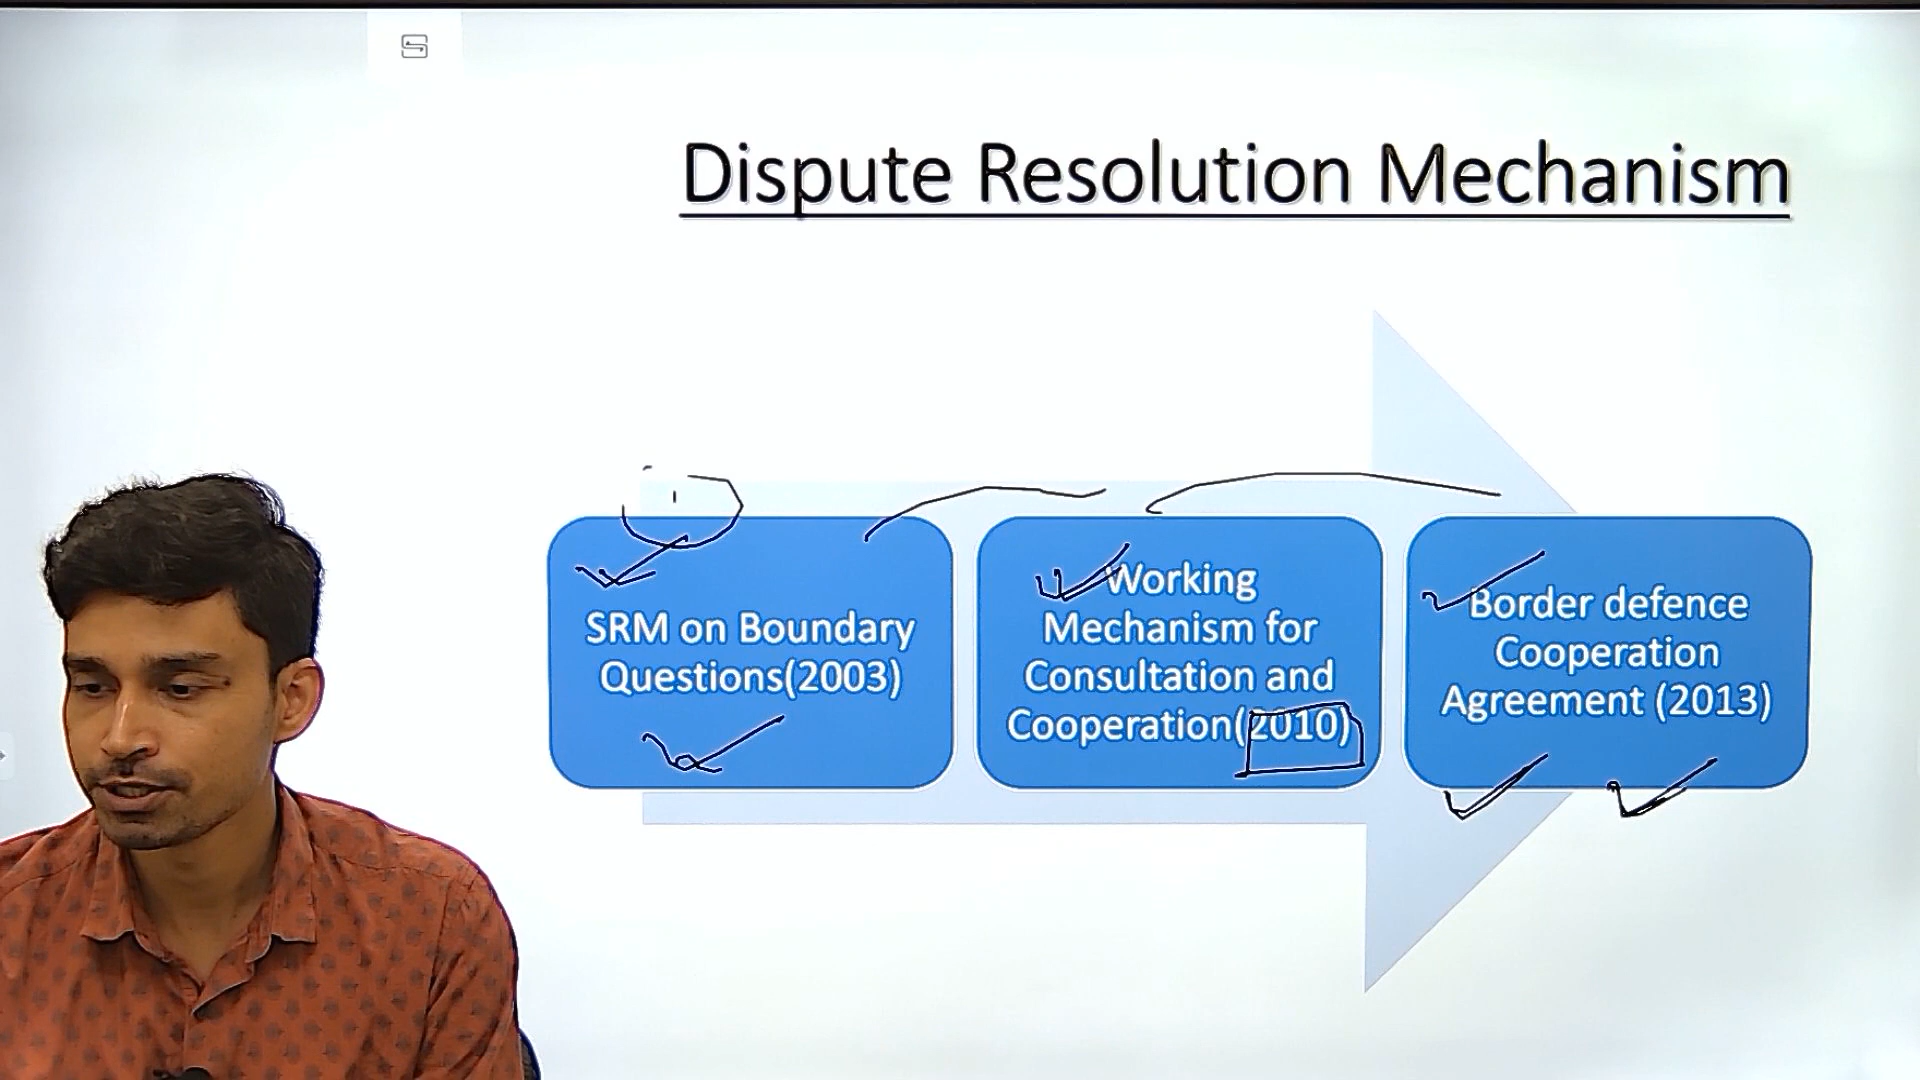 Dispute Resolution Mechanism
SRM on Boundary
Questions(2003)
Working
Mechanism for
Consultation and
Cooperation(2010)
Border defence
Cooperation
Agreement (2013)